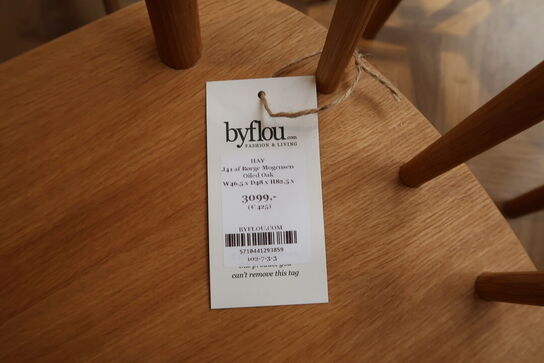 byflou.com
FASHION & LIVING
HAY
J41 af Børge Mogensen
Oiled Oak
W46,5 x D48 x H82,5 x
3099,-
(€ 425)
BYFLOU.COM
5710441293859
102-7-3-3
can't remove this tag